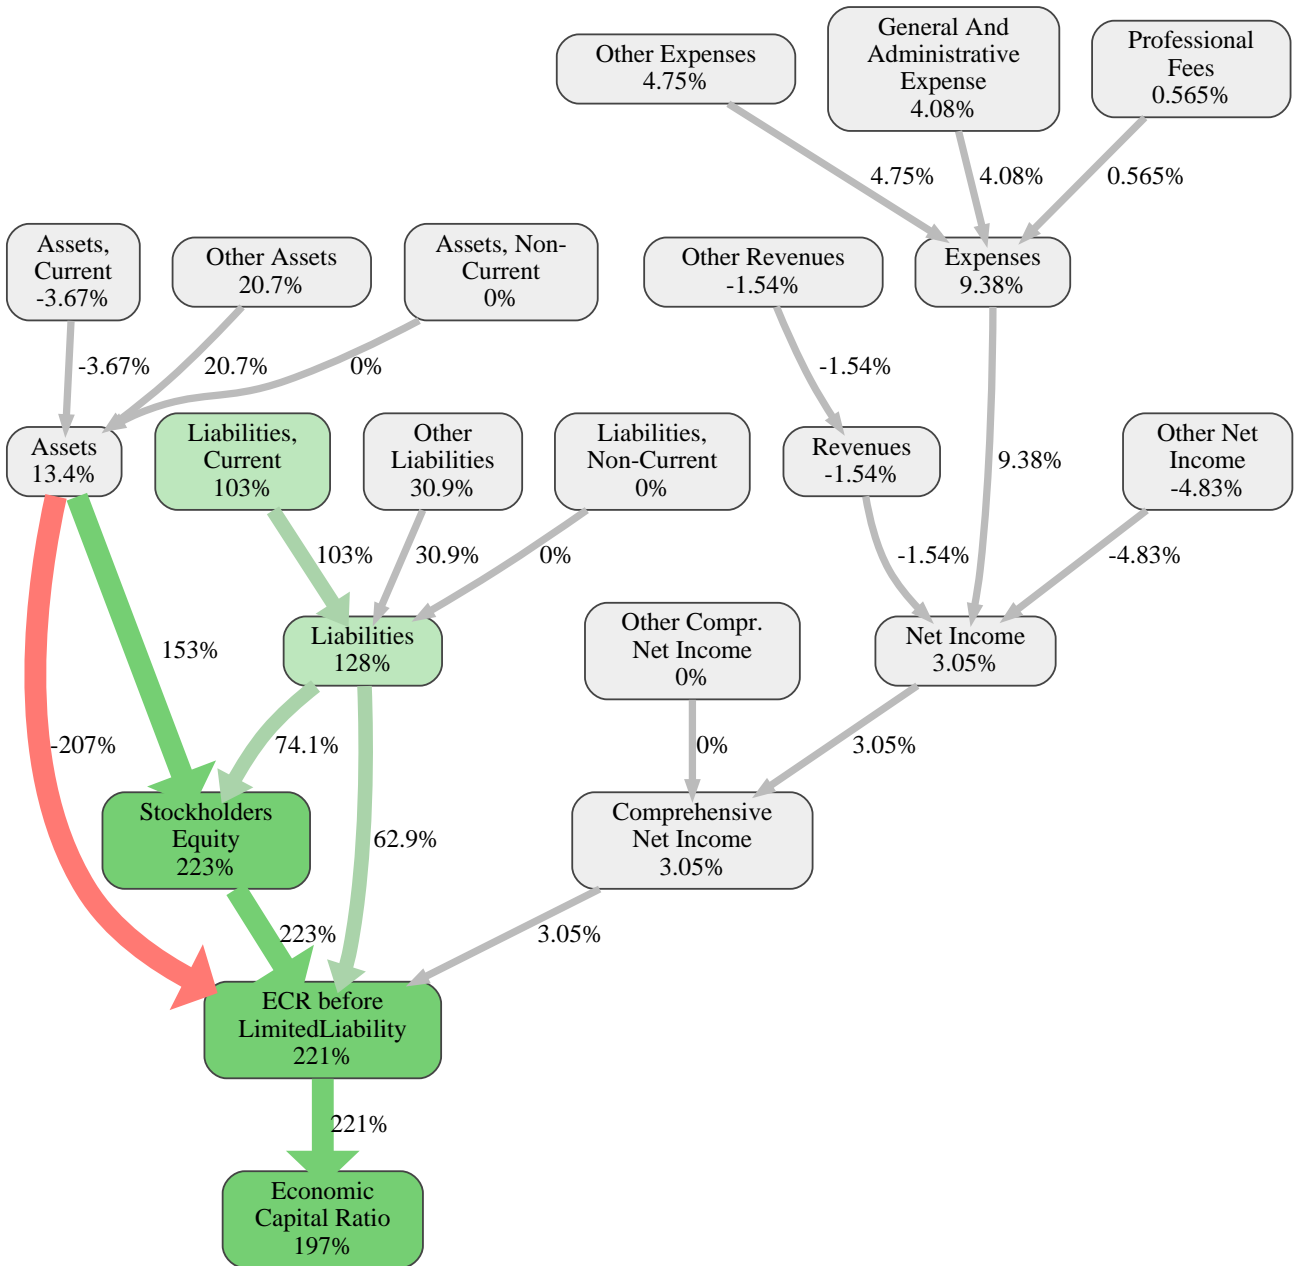 Other Expenses
4.75%
General And
Administrative
Expense
4.08%
Professional
Fees
0.565%
4.75%
4.08%
0.565%
Assets,
Current
-3.67%
Other Assets
20.7%
Assets, Non-
Current
0%
Other Revenues
-1.54%
Expenses
9.38%
-3.67%
20.7%
0%
-1.54%
Assets
13.4%
Liabilities,
Current
103%
Other
Liabilities
30.9%
Liabilities,
Non-Current
0%
Revenues
-1.54%
9.38%
Other Net
Income
-4.83%
103%
30.9%
0%
-1.54%
-4.83%
153%
Liabilities
128%
Other Compr.
Net Income
0%
Net Income
3.05%
-207%
74.1%
0%
3.05%
Stockholders
Equity
223%
62.9%
Comprehensive
Net Income
3.05%
223%
3.05%
ECR before
LimitedLiability
221%
221%
Economic
Capital Ratio
197%